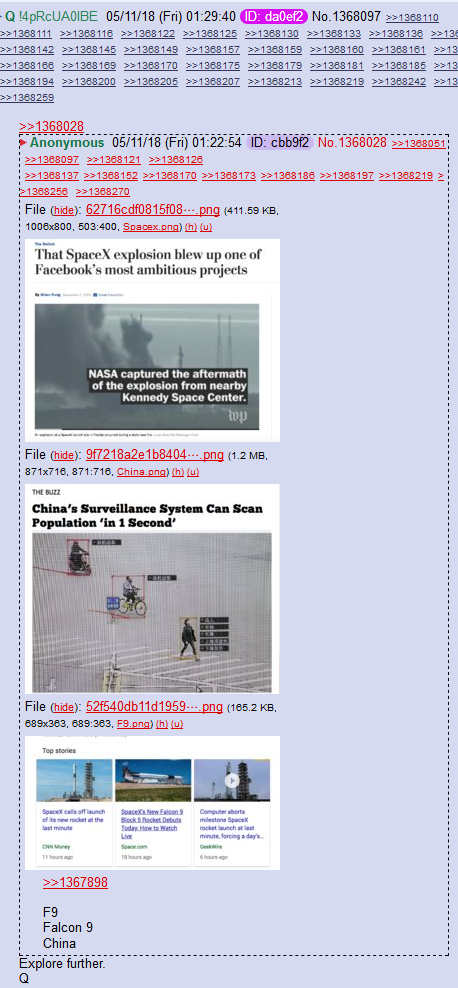 Q !4pRcUA0lBE 05/11/18 (Fri) 01:29:40 ID: da0ef2 No.1368097 >>1368110
>>1368111 >>1368116 >>1368122 >>1368125 >>1368130 >>1368133 >>1368136
>>1368142 >>1368145 >>1368149 >>1368157 >>1368159 >>1368160 >>1368161
>>1368166 >>1368169 >>1368170 >>1368175 >>1368179 >>1368181 >>1368185
>>1368194 >>1368200 >>1368205 >>1368207 >>1368213 >>1368219 >>1368242
>>1368259
>>1368028
Anonymous 05/11/18 (Fri) 01:22:54 ID: cbb9f2 No.1368028 >>1368051
>>1368097 >>1368121 >>1368126
>>1368137 >>1368152 >>1368170 >>1368173 >>1368186 >>1368197 >>1368219 >
>1368256 >>1368270
File (hide): 62716cdf0815f08⋯.png (411.59 KB,
1006x800, 503:400, Spacex.png) (h) (u)
The Switch
That SpaceX explosion blew up one of
Facebook's most ambitious projects
By Brian Fung
NASA captured the aftermath
of the explosion from nearby
Kennedy Space Center.
wp
File (hide): 9f7218a2e1b8404⋯.png (1.2 MB,
871x716, 871:716, China.png) (h) (u)
THE BUZZ
China's Surveillance System Can Scan
Population 'in 1 Second'
File (hide): 52f540db11d1959⋯.png (165.2 KB,
689x363, 689:363, F9.png) (h) (u)
Top stories
SpaceX calls off launch
of its new rocket at the
last minute
CNN Money
11 hours ago
SpaceX's New Falcon 9
Block 5 Rocket Debuts
Today: How to Watch
Live
Space.com
18 hours ago
Computer aborts
milestone SpaceX
rocket launch at last
minute, forcing a day's...
GeekWire
6 hours ago
>>1367898
F9
Falcon 9
China
Explore further.
Q